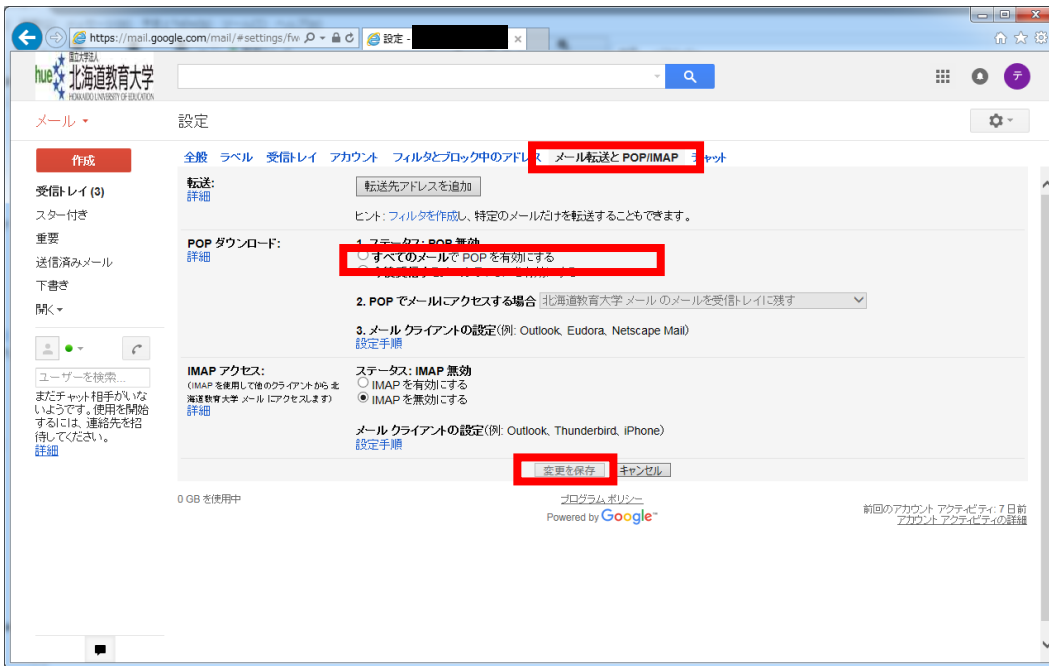 https://mail.google.com/mail/#settings/fw
設定 -
国立大学法人
hue 北海道教育大学
HOKKAIDO UNIVERSITY OF EDUCATION
テ
メール
設定
作成
全般 ラベル 受信トレイ アカウント フィルタとブロック中のアドレス メール転送と POP/IMAP チャット
受信トレイ (3)
スター付き
重要
送信済みメール
下書き
開く
転送:
詳細
転送先アドレスを追加
ヒント: フィルタを作成し、特定のメールだけを転送することもできます。
POP ダウンロード:
詳細
1. ステータス: POP 無効
すべてのメールで POP を有効にする
2. POP でメールにアクセスする場合 北海道教育大学 メール のメールを受信トレイに残す
3. メール クライアントの設定(例: Outlook、Eudora、Netscape Mail)
設定手順
ユーザーを検索...
まだチャット相手がいな
いようです。使用を開始
するには、連絡先を招
待してください。
詳細
IMAP アクセス:
(IMAP を使用して他のクライアントから 北
海道教育大学 メール にアクセスします)
詳細
ステータス: IMAP 無効
IMAP を有効にする
IMAP を無効にする
メール クライアントの設定(例: Outlook、Thunderbird、iPhone)
設定手順
変更を保存 キャンセル
0 GB を使用中
プログラム ポリシー
Powered by Google™
前回のアカウント アクティビティ: 7 日前
アカウント アクティビティの詳細